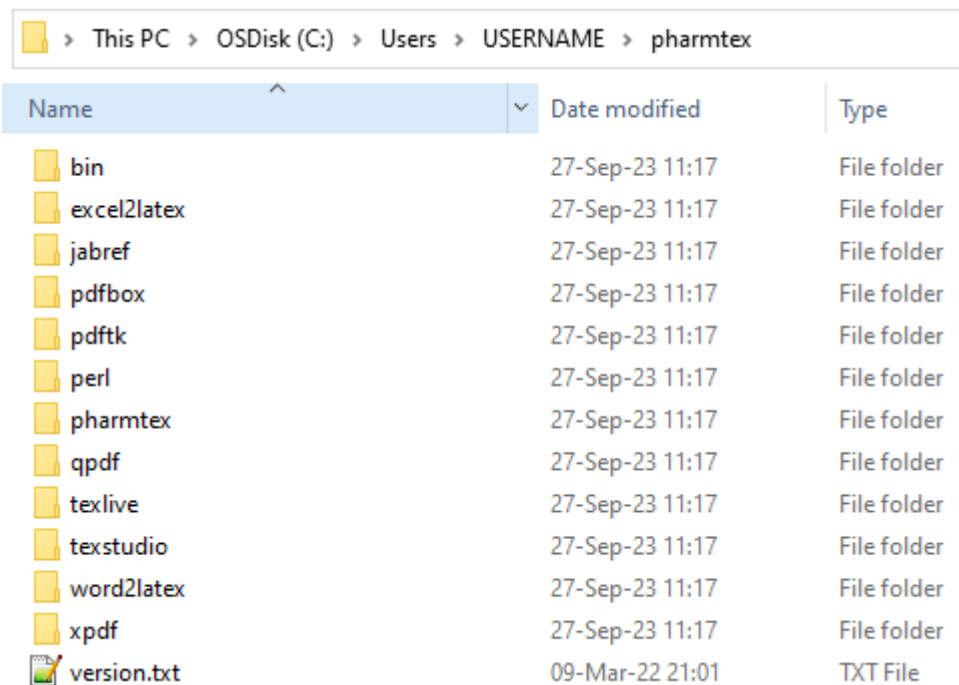 This PC > OSDisk (C:) > Users > USERNAME > pharmtex
Name Date modified Type
bin 27-Sep-23 11:17 File folder
excel2latex 27-Sep-23 11:17 File folder
jabref 27-Sep-23 11:17 File folder
pdfbox 27-Sep-23 11:17 File folder
pdftk 27-Sep-23 11:17 File folder
perl 27-Sep-23 11:17 File folder
pharmtex 27-Sep-23 11:17 File folder
qpdf 27-Sep-23 11:17 File folder
texlive 27-Sep-23 11:17 File folder
texstudio 27-Sep-23 11:17 File folder
word2latex 27-Sep-23 11:17 File folder
xpdf 27-Sep-23 11:17 File folder
version.txt 09-Mar-22 21:01 TXT File